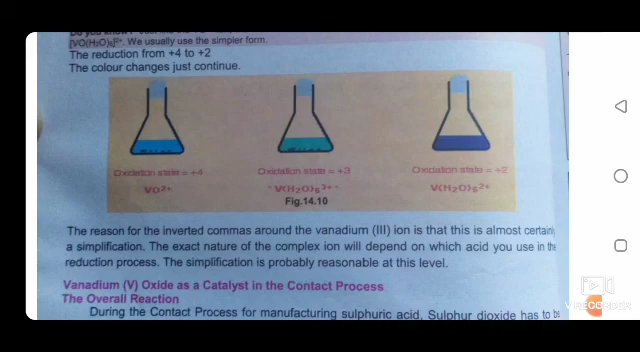 [VO(H₂O)₅]²⁺. We usually use the simpler form.
The reduction from +4 to +2
The colour changes just continue.
Oxidation state = +4
VO²⁺
Oxidation state = +3
"V(H₂O)₆³⁺"
Oxidation state = +2
V(H₂O)₆²⁺
Fig.14.10
The reason for the inverted commas around the vanadium (III) ion is that this is almost certainly
a simplification. The exact nature of the complex ion will depend on which acid you use in the
reduction process. The simplification is probably reasonable at this level.
Vanadium (V) Oxide as a Catalyst in the Contact Process
The Overall Reaction
During the Contact Process for manufacturing sulphuric acid, Sulphur dioxide has to be
RECORDER